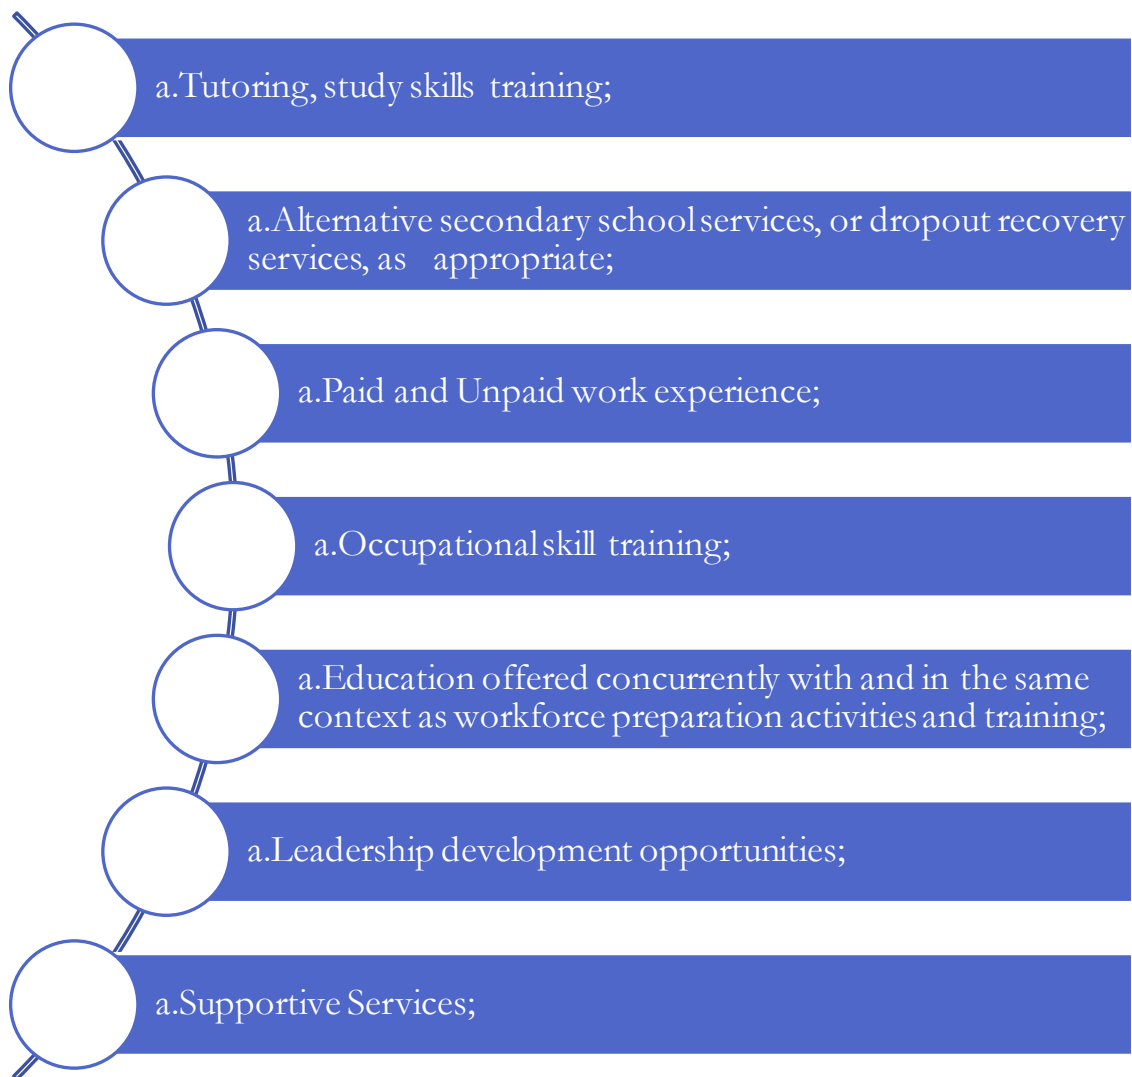 a.Tutoring, study skills training;
a.Alternative secondary school services, or dropout recovery
services, as appropriate;
a.Paid and Unpaid work experience;
a.Occupational skill training;
a.Education offered concurrently with and in the same
context as workforce preparation activities and training;
a.Leadership development opportunities;
a.Supportive Services;